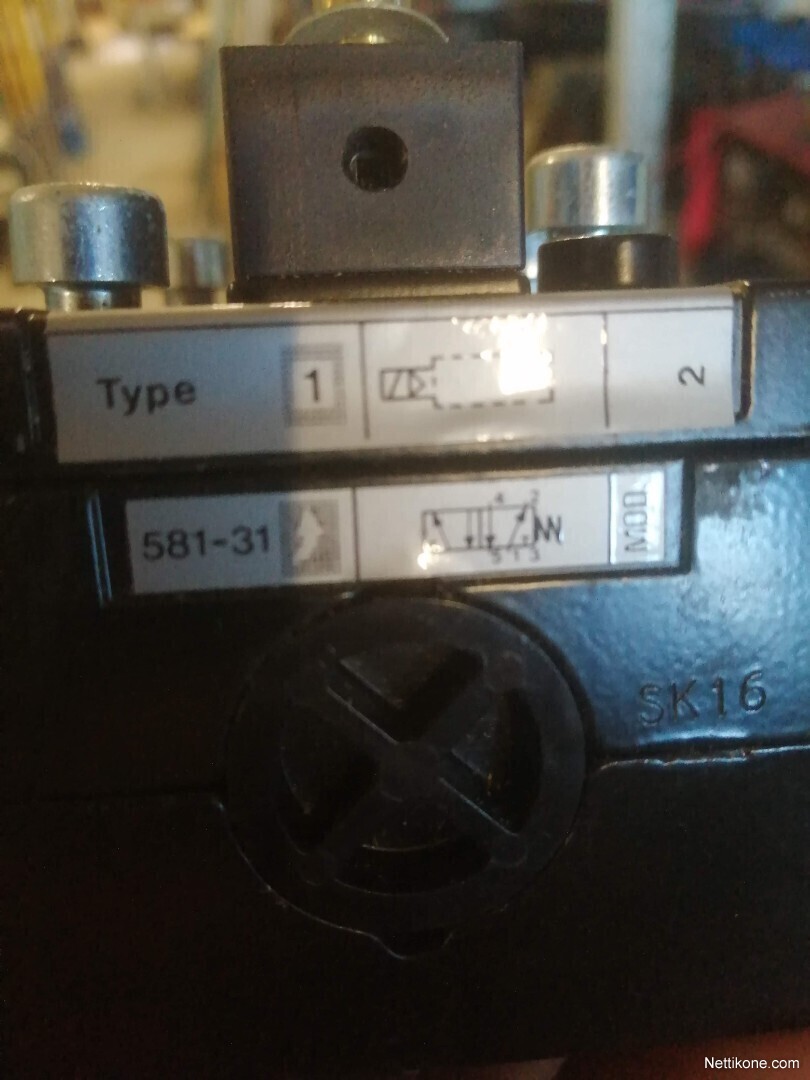 Type 1 2
4 2
581-31 MOD
5 1 3
SK16
Nettikone.com